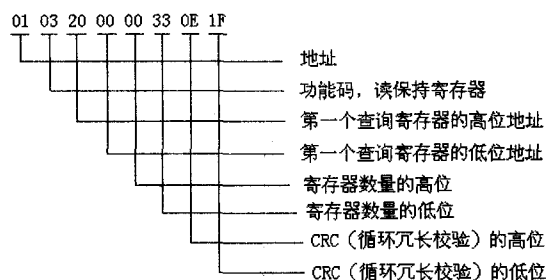 01 03 20 00 00 33 0E 1F
地址
功能码，读保持寄存器
第一个查询寄存器的高位地址
第一个查询寄存器的低位地址
寄存器数量的高位
寄存器数量的低位
CRC（循环冗长校验）的高位
CRC（循环冗长校验）的低位